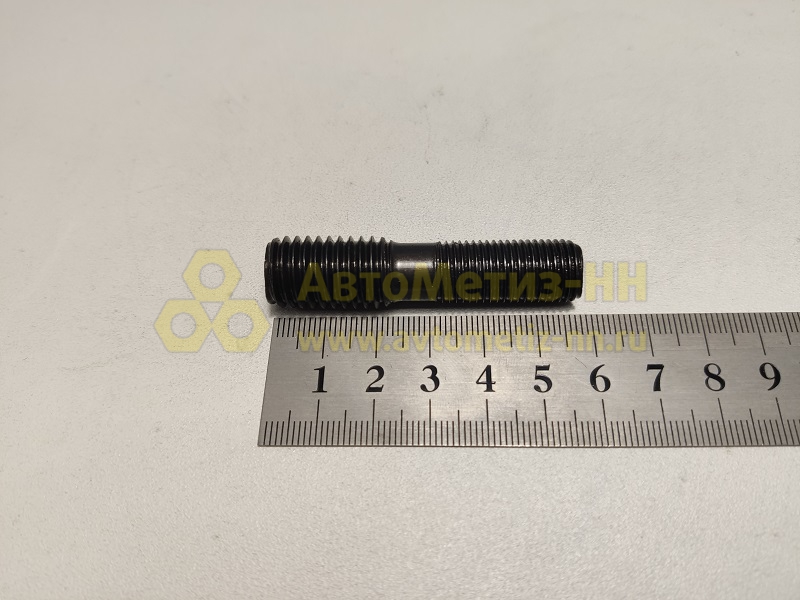 АвтоМетиз-НН
www.avtometiz-nn.ru
1 2 3 4 5 6 7 8 9